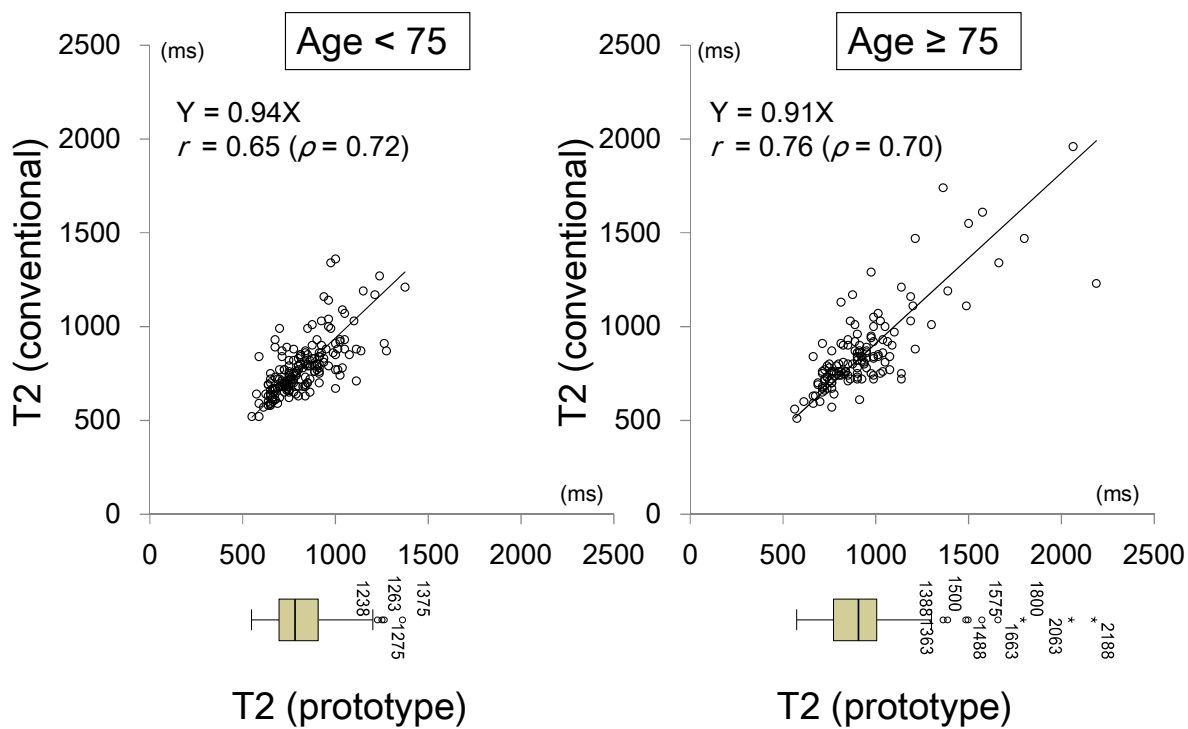 Age < 75
2500
(ms)
Y = 0.94X
r = 0.65 (ρ = 0.72)
2000
1500
1000
500
0
T2 (conventional)
(ms)
0 500 1000 1500 2000 2500
1238
1263
1375
1275
T2 (prototype)
Age ≥ 75
2500
(ms)
Y = 0.91X
r = 0.76 (ρ = 0.70)
2000
1500
1000
500
0
T2 (conventional)
(ms)
0 500 1000 1500 2000 2500
1388
1363
1500
1488
1575
1663
1800
2063
2188
* * *
T2 (prototype)